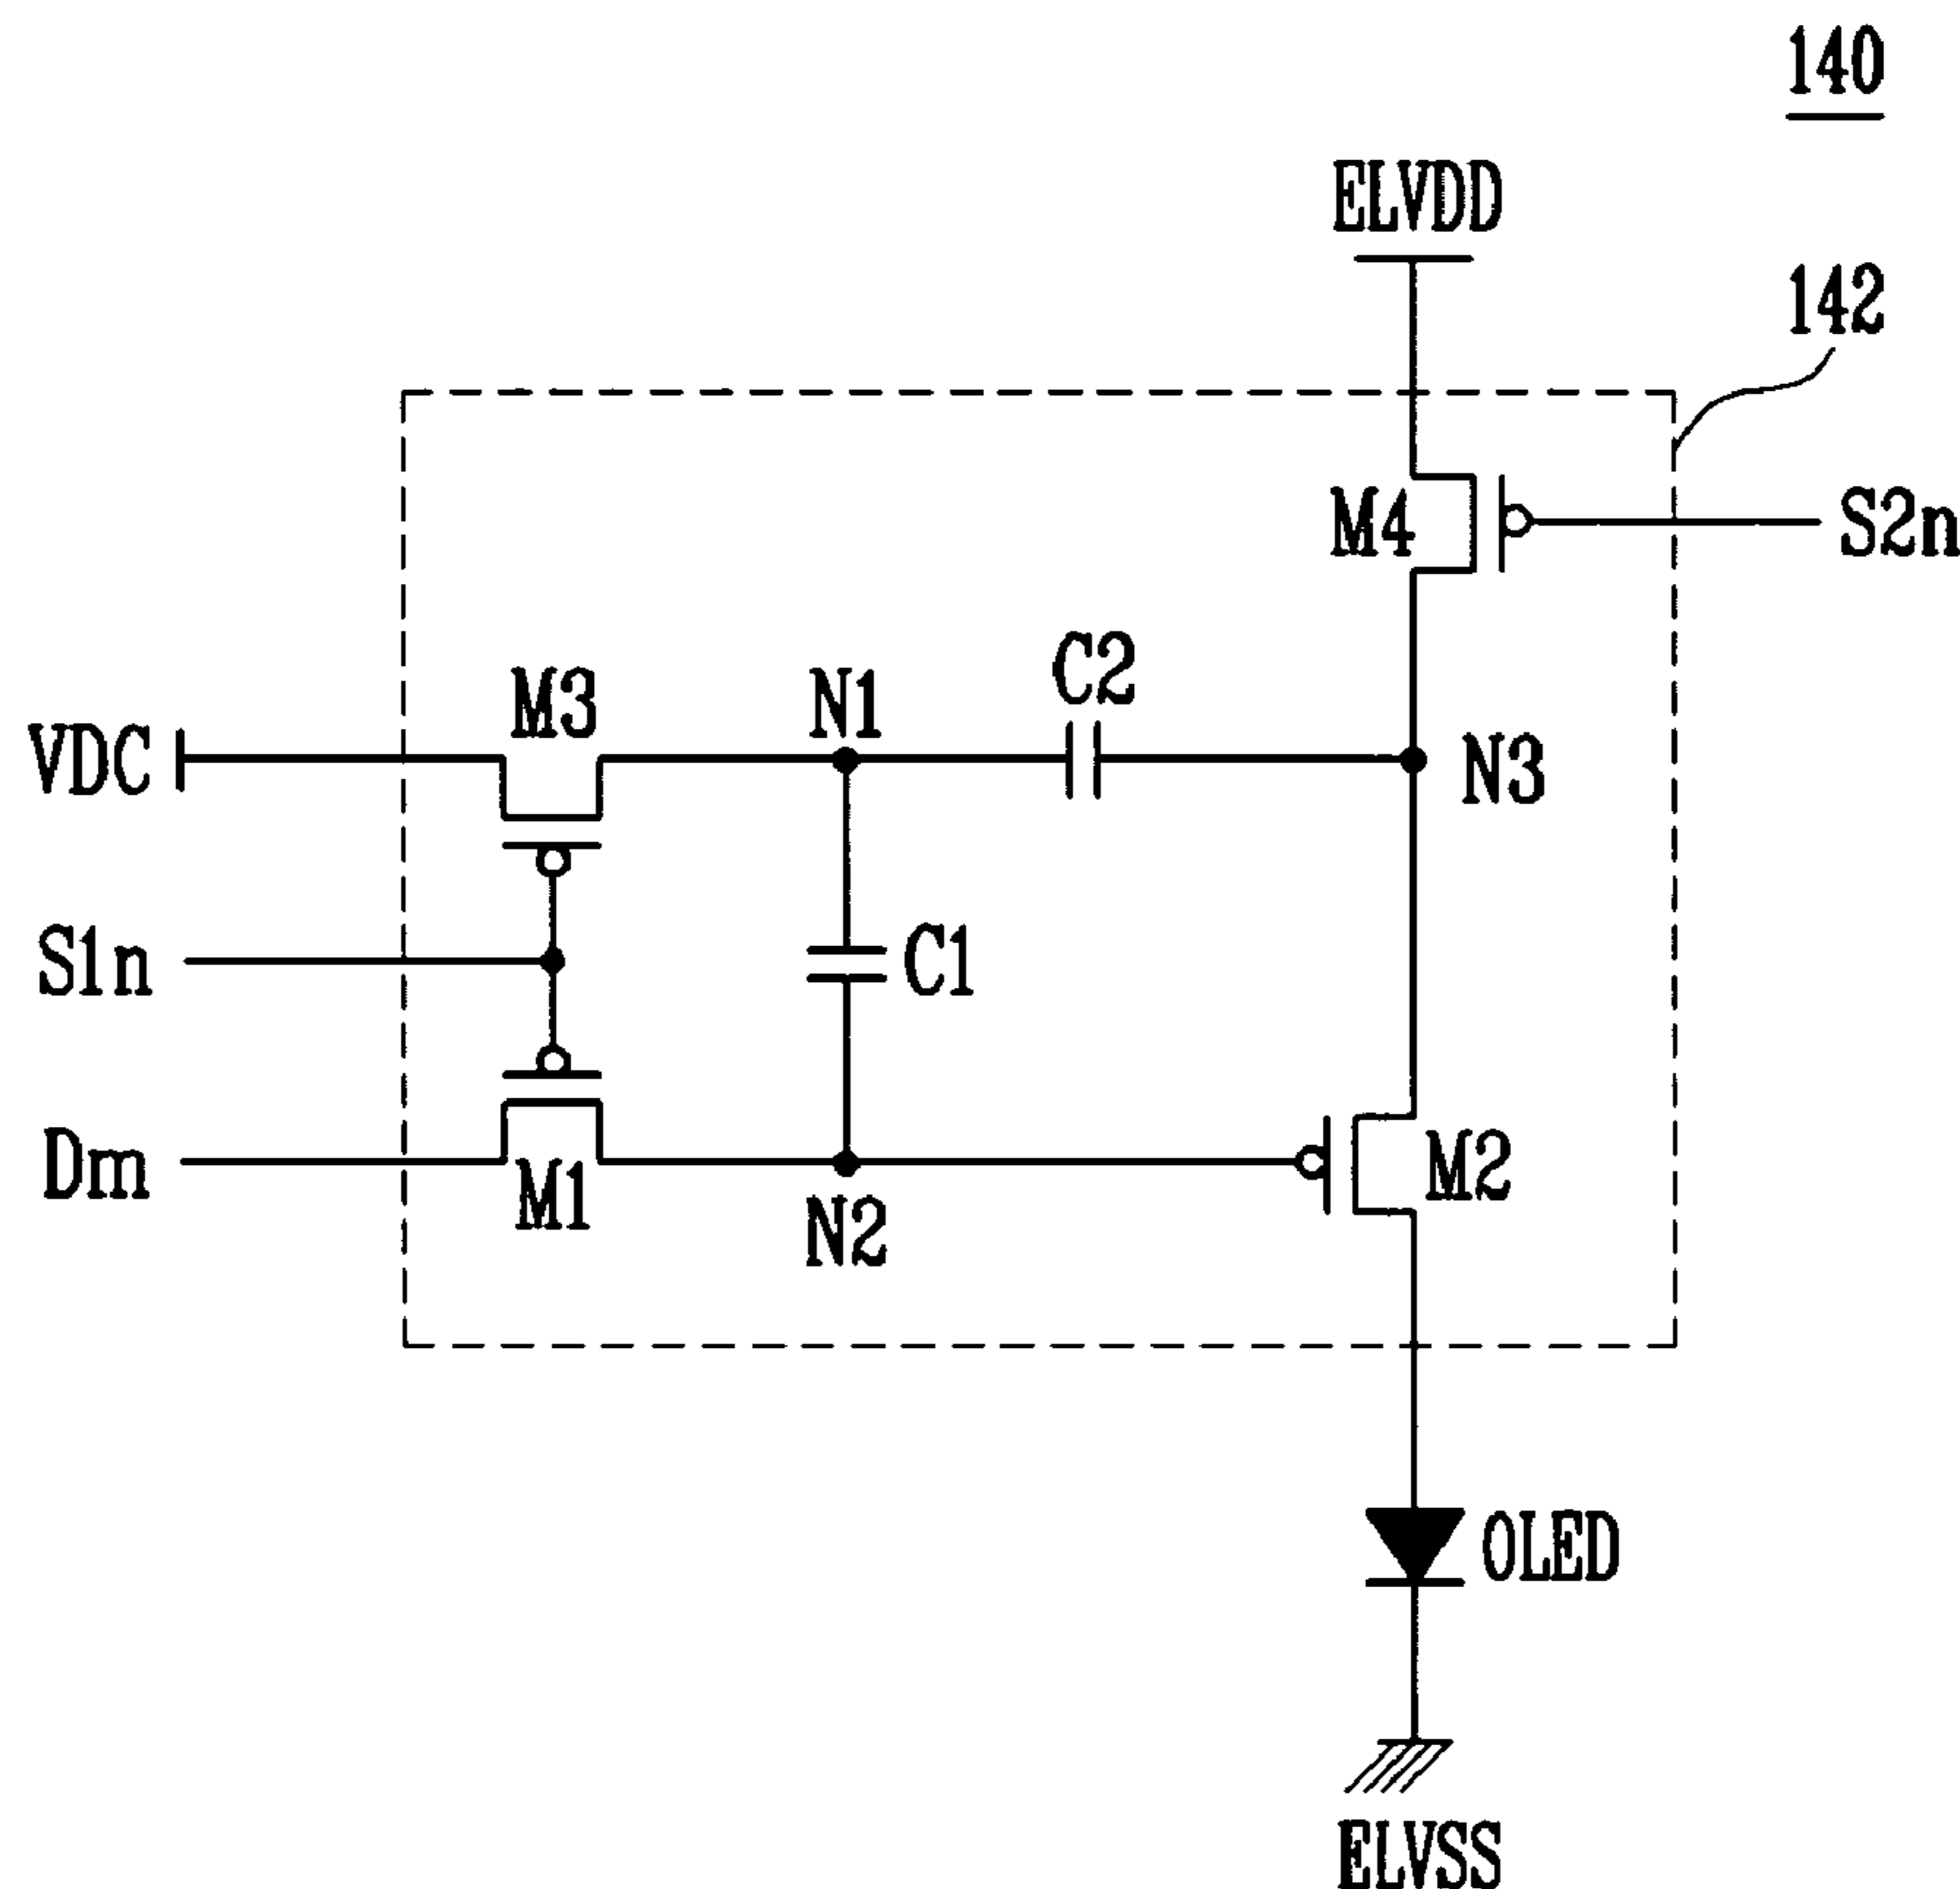 140
ELVDD
142
M4
S2n
C2
M3
N1
VDC
N3
S1n
C1
Dm
M1
M2
N2
OLED
ELVSS